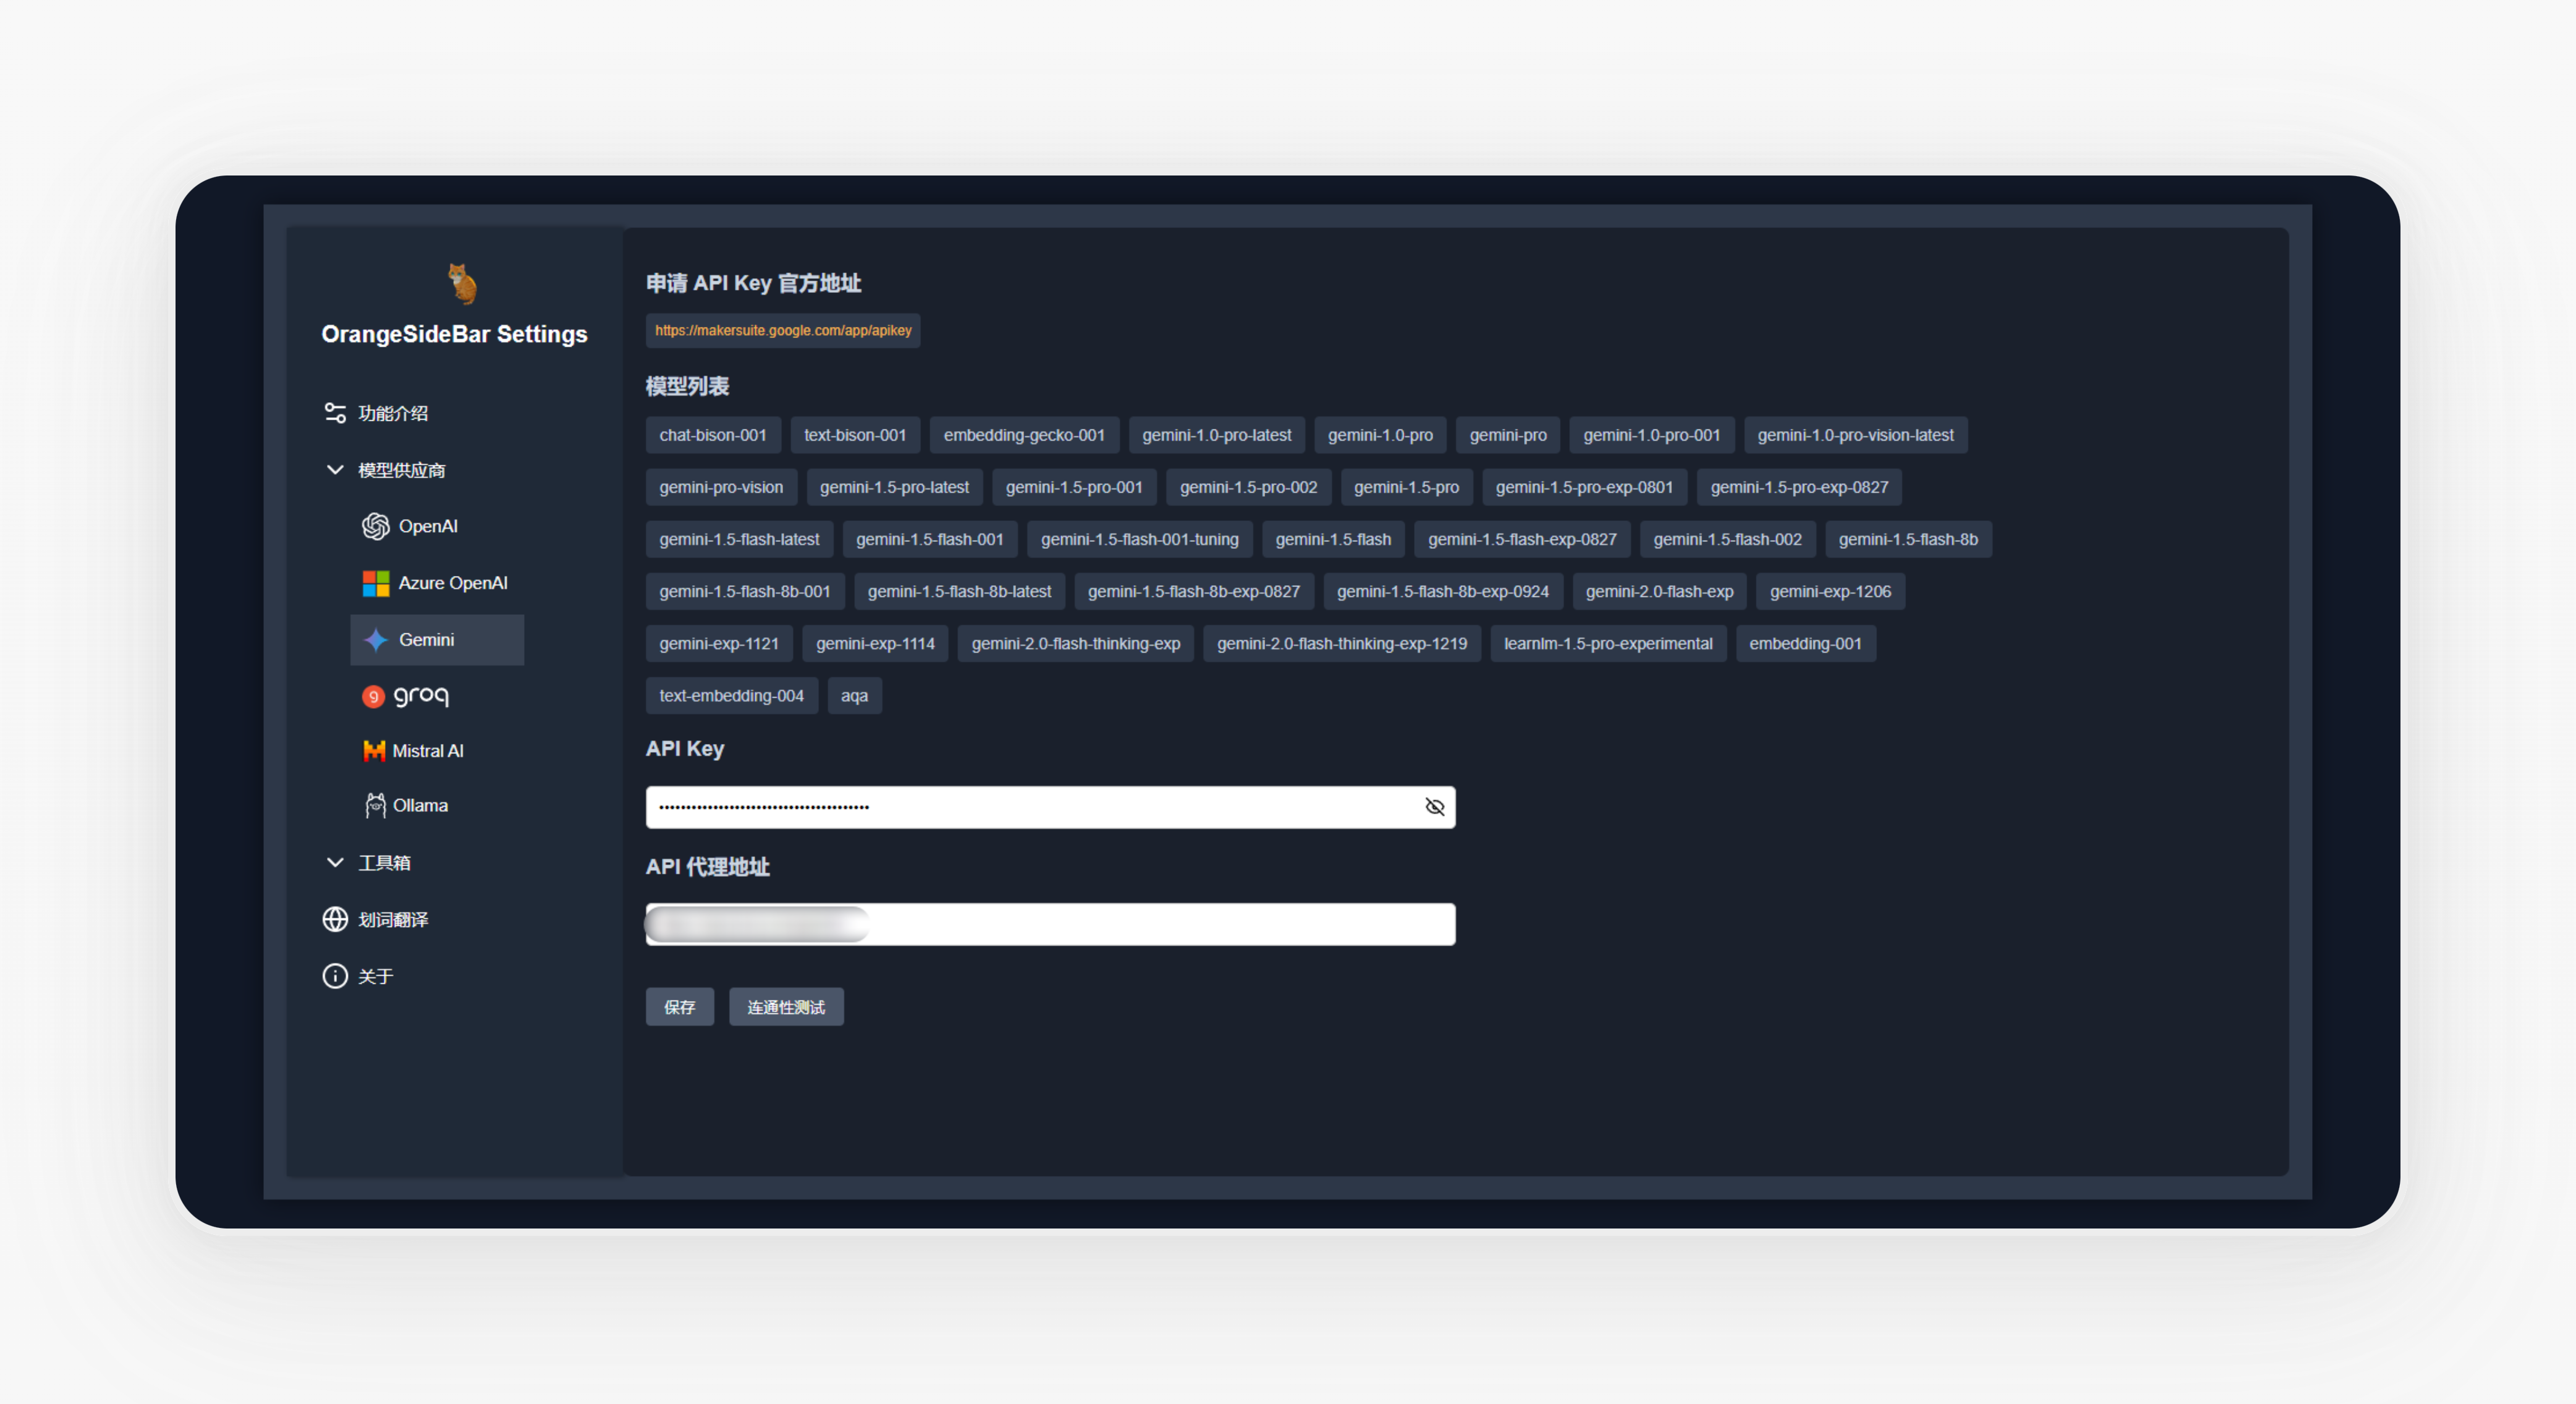 OrangeSideBar Settings
功能介绍
模型供应商
OpenAI
Azure OpenAI
Gemini
groq
Mistral AI
Ollama
工具箱
划词翻译
关于
申请 API Key 官方地址
https://makersuite.google.com/app/apikey
模型列表
chat-bison-001 text-bison-001 embedding-gecko-001 gemini-1.0-pro-latest gemini-1.0-pro gemini-pro gemini-1.0-pro-001 gemini-1.0-pro-vision-latest
gemini-pro-vision gemini-1.5-pro-latest gemini-1.5-pro-001 gemini-1.5-pro-002 gemini-1.5-pro gemini-1.5-pro-exp-0801 gemini-1.5-pro-exp-0827
gemini-1.5-flash-latest gemini-1.5-flash-001 gemini-1.5-flash-001-tuning gemini-1.5-flash gemini-1.5-flash-exp-0827 gemini-1.5-flash-002 gemini-1.5-flash-8b
gemini-1.5-flash-8b-001 gemini-1.5-flash-8b-latest gemini-1.5-flash-8b-exp-0827 gemini-1.5-flash-8b-exp-0924 gemini-2.0-flash-exp gemini-exp-1206
gemini-exp-1121 gemini-exp-1114 gemini-2.0-flash-thinking-exp gemini-2.0-flash-thinking-exp-1219 learnlm-1.5-pro-experimental embedding-001
text-embedding-004 aqa
API Key
API 代理地址
保存 连通性测试